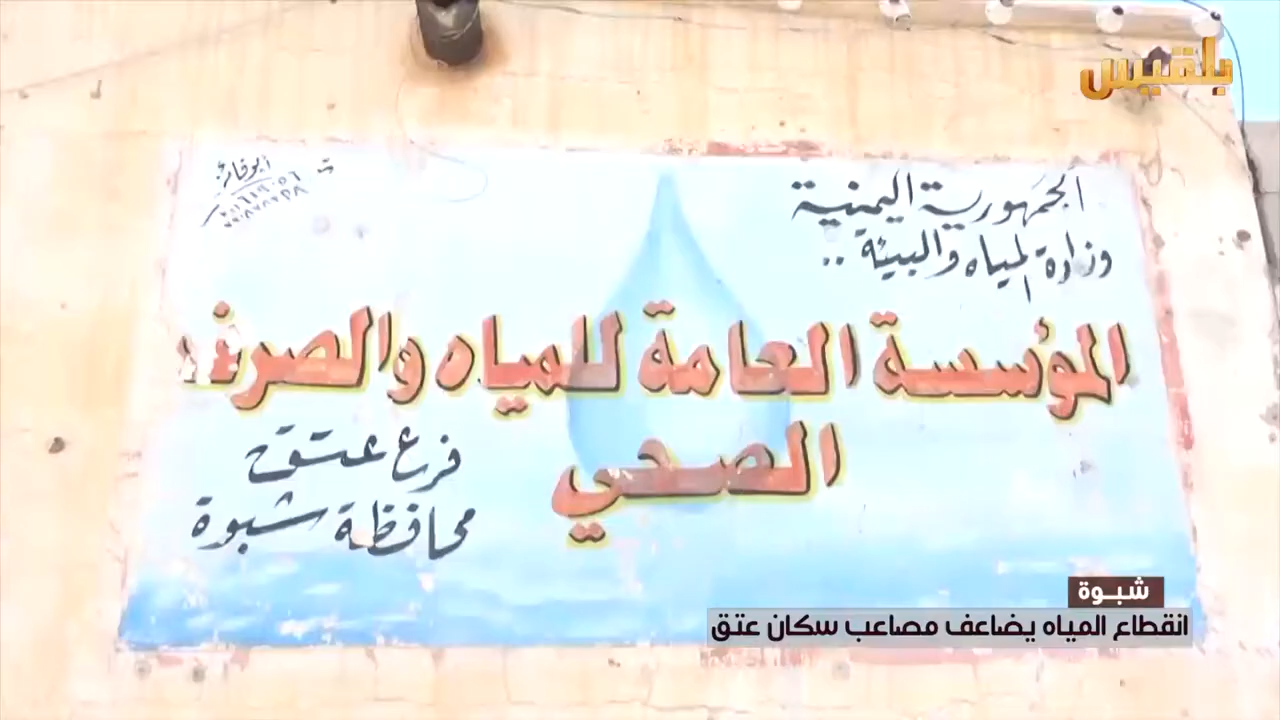 بلقيس
الجمهورية اليمنية
وزارة المياه والبيئة ..
المؤسسة العامة للمياه والصرف
الصحي
فرع عتق
محافظة شبوة
شبوة
انقطاع المياه يضاعف مصاعب سكان عتق